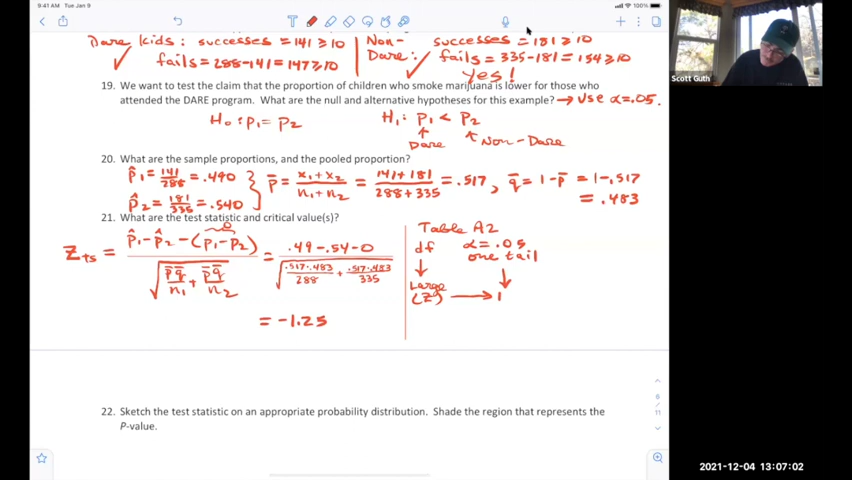 9:41 AM Tue Jan 9
100%
Dare kids: successes = 141 ≥ 10
fails = 288-141 = 147 ≥ 10
Non-Dare: successes = 181 ≥ 10
fails = 335-181 = 154 ≥ 10
Yes!
19. We want to test the claim that the proportion of children who smoke marijuana is lower for those who
attended the DARE program. What are the null and alternative hypotheses for this example? → Use α=.05.
H₀: p₁ = p₂ H₁: p₁ < p₂
↑ Dare ↖ Non-Dare
20. What are the sample proportions, and the pooled proportion?
p̂₁ = 141/288 = .490
p̂₂ = 181/335 = .540
p̄ = (x₁+x₂)/(n₁+n₂) = (141+181)/(288+335) = .517, q̄ = 1-p̄ = 1-.517
= .483
21. What are the test statistic and critical value(s)?
0
Zts = (p̂₁-p̂₂-(p₁-p₂))/√(p̄q̄/n₁ + p̄q̄/n₂) = (.49-.54-0)/√(.517·.483/288 + .517·.483/335)
= -1.25
Table A2
df α=.05
one tail
↓ ↓
Large
(Z) → 1
22. Sketch the test statistic on an appropriate probability distribution. Shade the region that represents the
P-value.
6
/
11
Scott Guth
2021-12-04 13:07:02